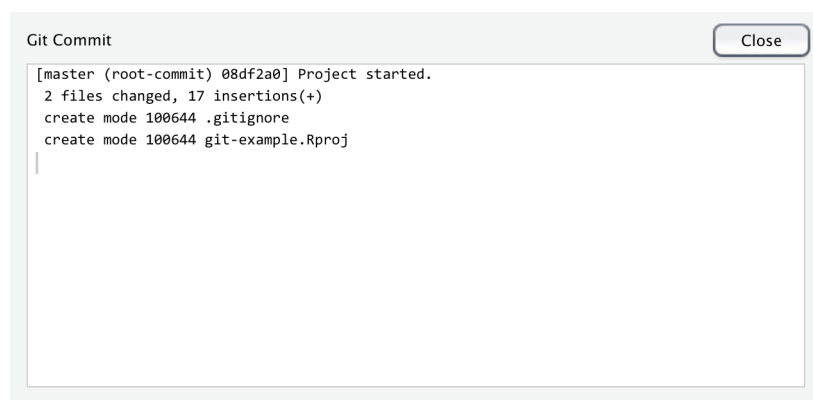 Git Commit
Close
[master (root-commit) 08df2a0] Project started.
2 files changed, 17 insertions(+)
create mode 100644 .gitignore
create mode 100644 git-example.Rproj